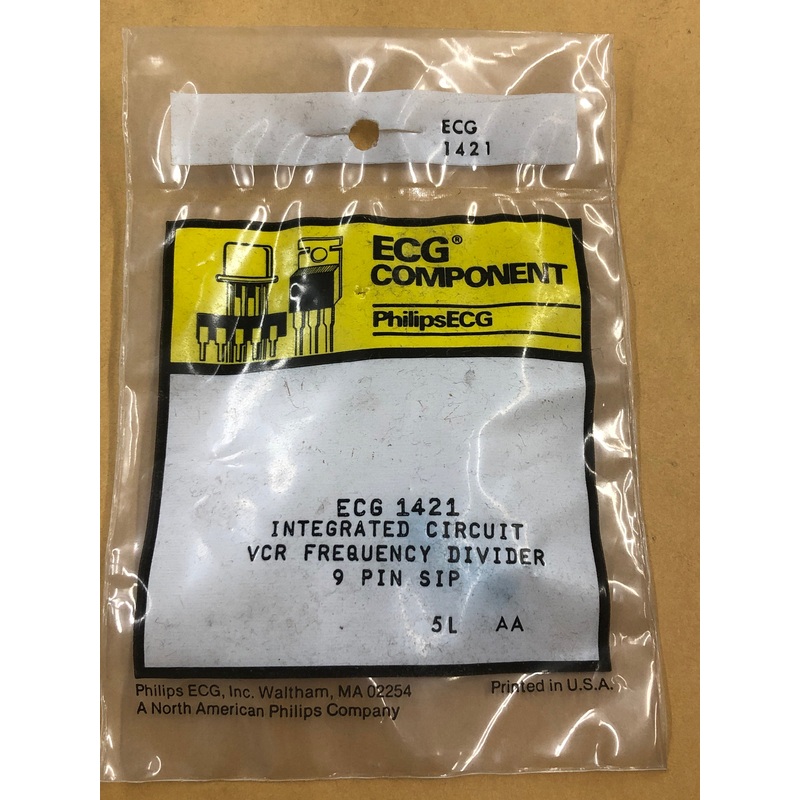 ECG
1421
ECG®
COMPONENT
PhilipsECG
ECG 1421
INTEGRATED CIRCUIT
VCR FREQUENCY DIVIDER
9 PIN SIP
5L AA
Philips ECG, Inc. Waltham, MA 02254
Printed in U.S.A.
A North American Philips Company